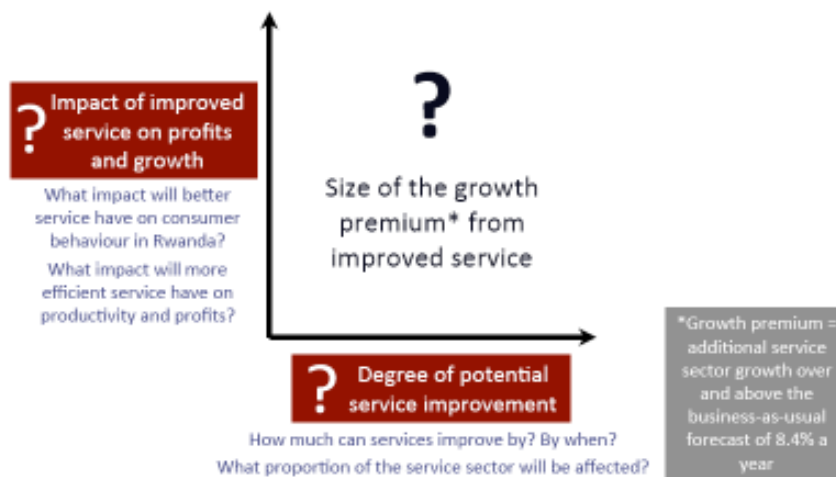 ?
Impact of improved
service on profits
and growth
What impact will better
service have on consumer
behaviour in Rwanda?
What impact will more
efficient service have on
productivity and profits?
?
Size of the growth
premium* from
improved service
?
Degree of potential
service improvement
How much can services improve by? By when?
What proportion of the service sector will be affected?
*Growth premium =
additional service
sector growth over
and above the
business-as-usual
forecast of 8.4% a
year